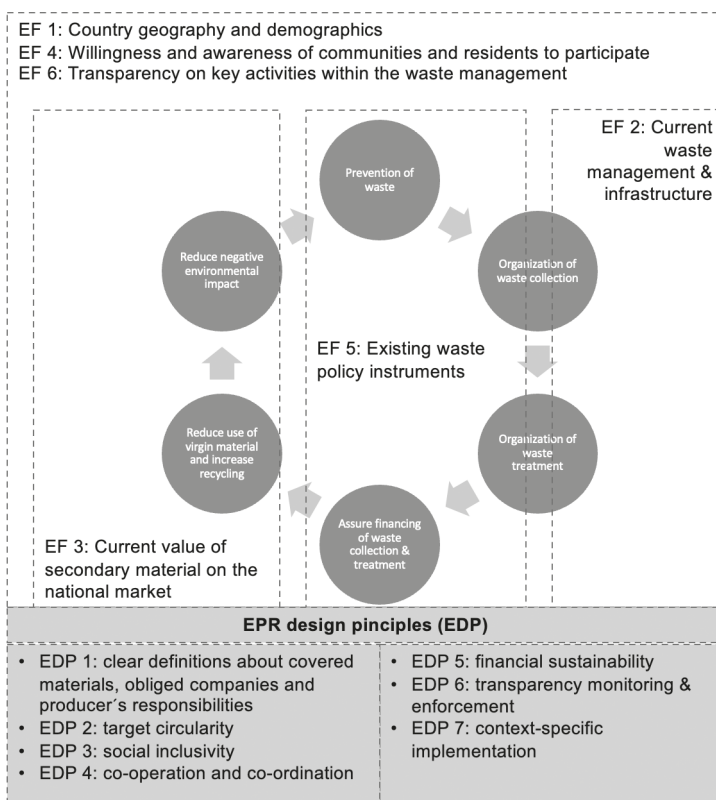 EF 1: Country geography and demographics
EF 4: Willingness and awareness of communities and residents to participate
EF 6: Transparency on key activities within the waste management
EF 2: Current
waste
management &
infrastructure
Prevention of
waste
Organization of
waste collection
Organization of
waste
treatment
Assure financing
of waste
collection &
treatment
Reduce use of
virgin material
and increase
recycling
Reduce negative
environmental
impact
EF 5: Existing waste
policy instruments
EF 3: Current value of
secondary material on the
national market
EPR design pinciples (EDP)
• EDP 1: clear definitions about covered
materials, obliged companies and
producer´s responsibilities
• EDP 2: target circularity
• EDP 3: social inclusivity
• EDP 4: co-operation and co-ordination
• EDP 5: financial sustainability
• EDP 6: transparency monitoring &
enforcement
• EDP 7: context-specific
implementation